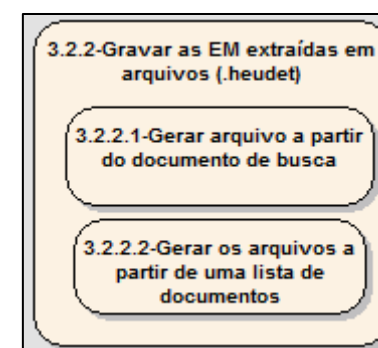 3.2.2-Gravar as EM extraídas em
arquivos (.heudet)
3.2.2.1-Gerar arquivo a partir
do documento de busca
3.2.2.2-Gerar os arquivos a
partir de uma lista de
documentos